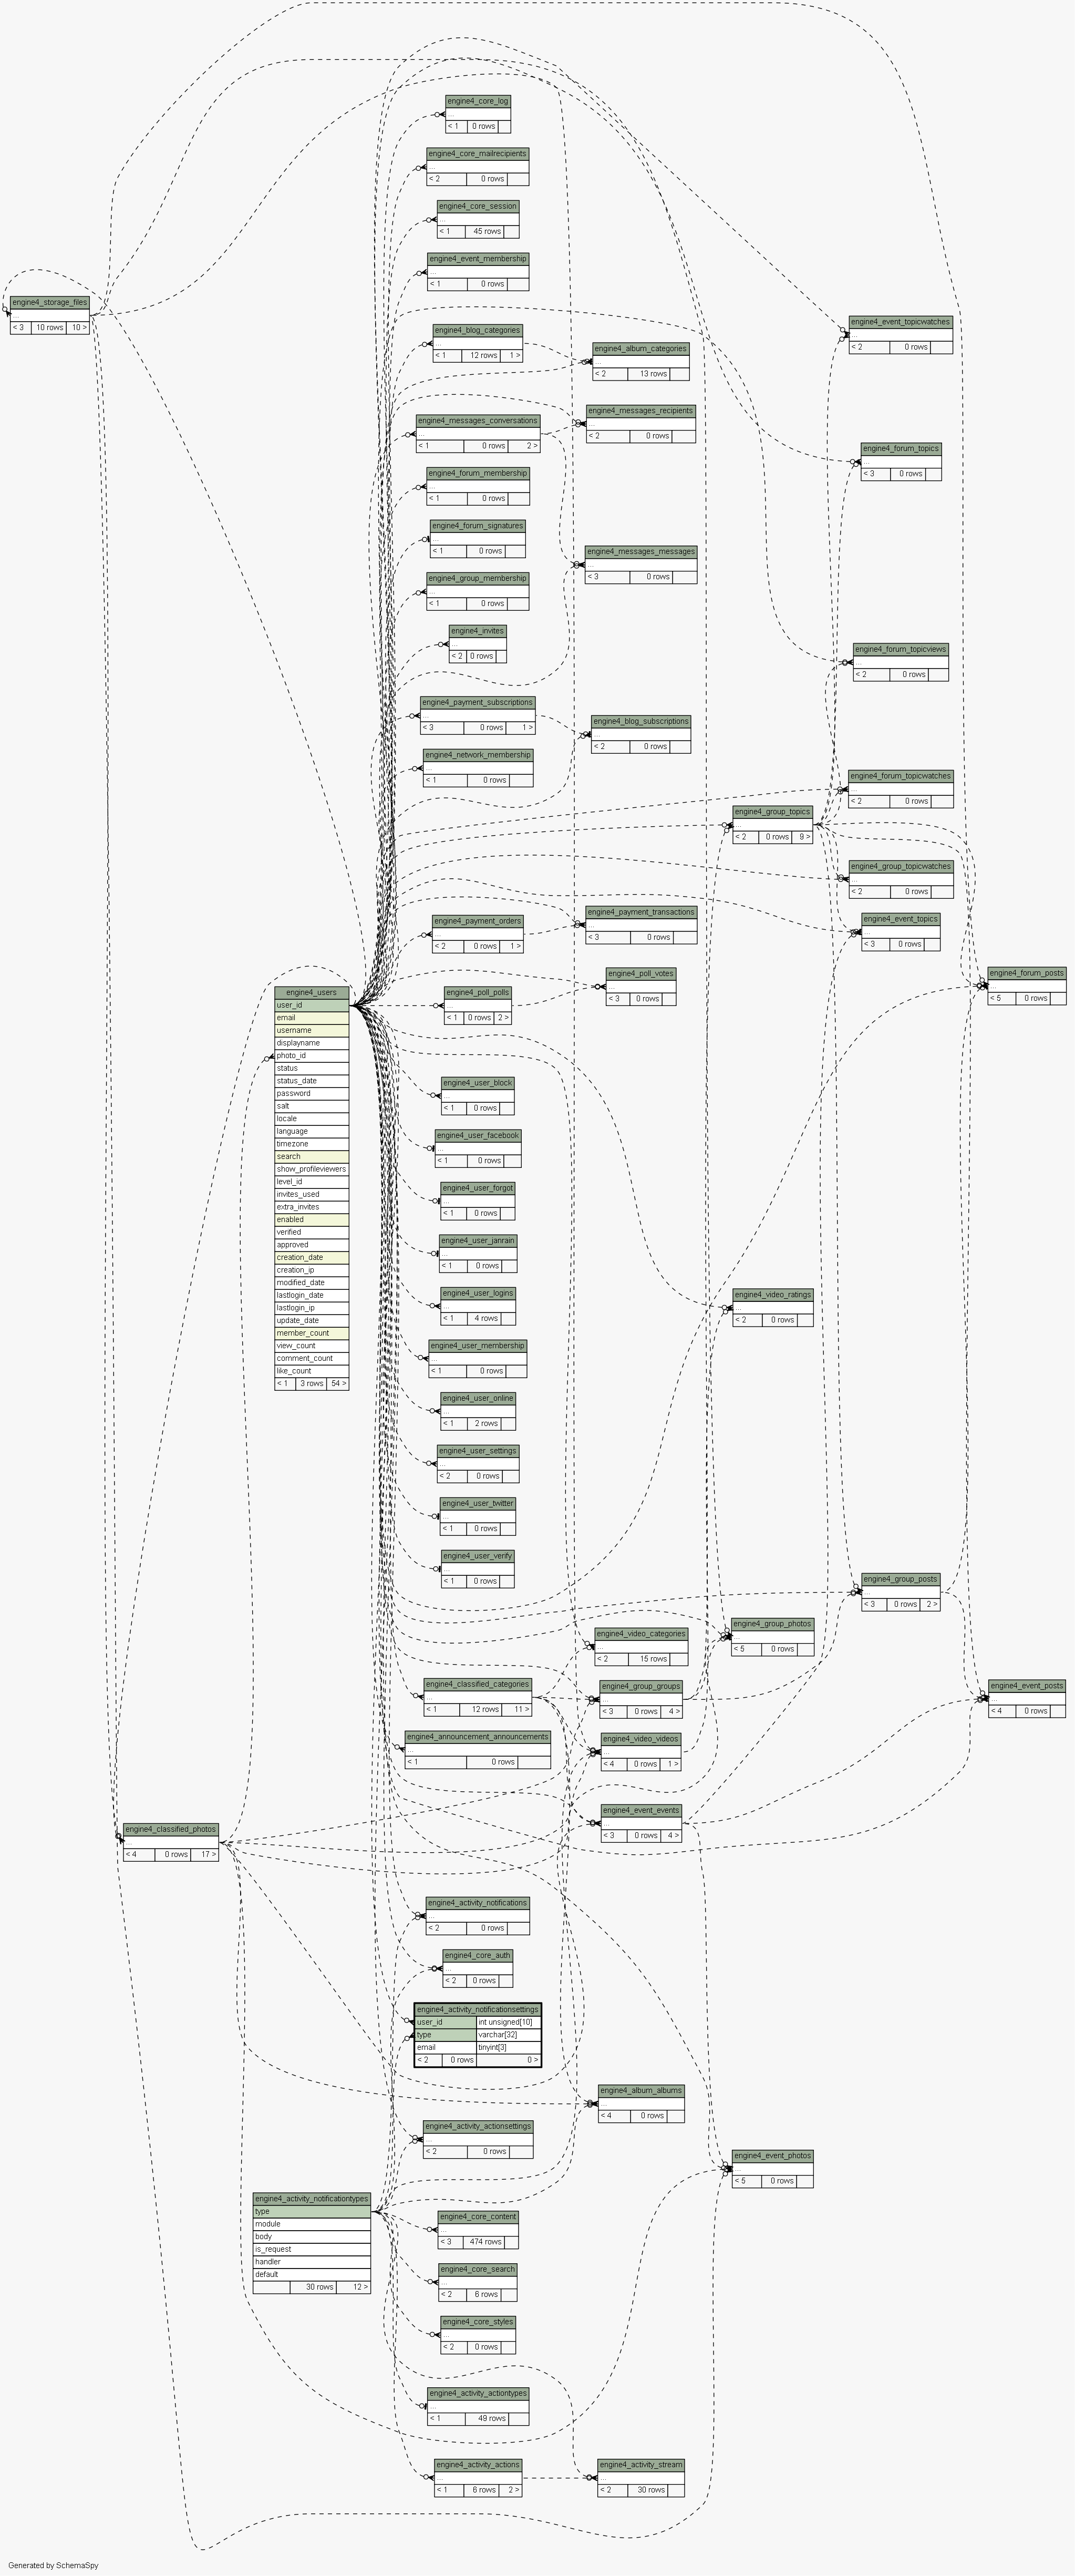 engine4_core_log
...
< 1 0 rows
engine4_core_mailrecipients
...
< 2 0 rows
engine4_core_session
...
< 1 45 rows
engine4_event_membership
...
< 1 0 rows
engine4_storage_files
...
< 3 10 rows 10 >
engine4_blog_categories
...
< 1 12 rows 1 >
engine4_album_categories
...
< 2 13 rows
engine4_event_topicwatches
...
< 2 0 rows
engine4_messages_conversations
...
< 1 0 rows 2 >
engine4_messages_recipients
...
< 2 0 rows
engine4_forum_topics
...
< 3 0 rows
engine4_forum_membership
...
< 1 0 rows
engine4_forum_signatures
...
< 1 0 rows
engine4_messages_messages
...
< 3 0 rows
engine4_group_membership
...
< 1 0 rows
engine4_invites
...
< 2 0 rows
engine4_forum_topicviews
...
< 2 0 rows
engine4_payment_subscriptions
...
< 3 0 rows 1 >
engine4_blog_subscriptions
...
< 2 0 rows
engine4_network_membership
...
< 1 0 rows
engine4_forum_topicwatches
...
< 2 0 rows
engine4_group_topics
...
< 2 0 rows 9 >
engine4_group_topicwatches
...
< 2 0 rows
engine4_payment_orders
...
< 2 0 rows 1 >
engine4_payment_transactions
...
< 3 0 rows
engine4_event_topics
...
< 3 0 rows
engine4_poll_polls
...
< 1 0 rows 2 >
engine4_poll_votes
...
< 3 0 rows
engine4_forum_posts
...
< 5 0 rows
engine4_users
user_id
email
username
displayname
photo_id
status
status_date
password
salt
locale
language
timezone
search
show_profileviewers
level_id
invites_used
extra_invites
enabled
verified
approved
creation_date
creation_ip
modified_date
lastlogin_date
lastlogin_ip
update_date
member_count
view_count
comment_count
like_count
< 1 3 rows 54 >
engine4_user_block
...
< 1 0 rows
engine4_user_facebook
...
< 1 0 rows
engine4_user_forgot
...
< 1 0 rows
engine4_user_janrain
...
< 1 0 rows
engine4_user_logins
...
< 1 4 rows
engine4_video_ratings
...
< 2 0 rows
engine4_user_membership
...
< 1 0 rows
engine4_user_online
...
< 1 2 rows
engine4_user_settings
...
< 2 0 rows
engine4_user_twitter
...
< 1 0 rows
engine4_user_verify
...
< 1 0 rows
engine4_group_posts
...
< 3 0 rows 2 >
engine4_video_categories
...
< 2 15 rows
engine4_group_photos
...
< 5 0 rows
engine4_classified_categories
...
< 1 12 rows 11 >
engine4_group_groups
...
< 3 0 rows 4 >
engine4_event_posts
...
< 4 0 rows
engine4_announcement_announcements
...
< 1 0 rows
engine4_video_videos
...
< 4 0 rows 1 >
engine4_event_events
...
< 3 0 rows 4 >
engine4_classified_photos
...
< 4 0 rows 17 >
engine4_activity_notifications
...
< 2 0 rows
engine4_core_auth
...
< 2 0 rows
engine4_activity_notificationsettings
user_id int unsigned[10]
type varchar[32]
email tinyint[3]
< 2 0 rows 0 >
engine4_album_albums
...
< 4 0 rows
engine4_activity_actionsettings
...
< 2 0 rows
engine4_event_photos
...
< 5 0 rows
engine4_activity_notificationtypes
type
module
body
is_request
handler
default
30 rows 12 >
engine4_core_content
...
< 3 474 rows
engine4_core_search
...
< 2 6 rows
engine4_core_styles
...
< 2 0 rows
engine4_activity_actiontypes
...
< 1 49 rows
engine4_activity_actions
...
< 1 6 rows 2 >
engine4_activity_stream
...
< 2 30 rows
Generated by SchemaSpy